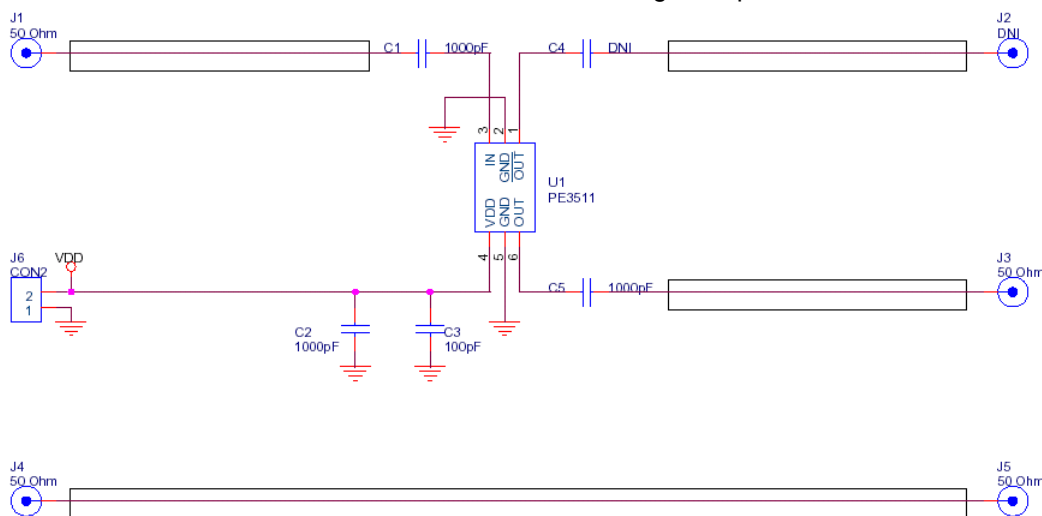 J1
50 Ohm
C1
1000pF
C4
DNI
J2
DNI
3
2
1
IN
GND
OUT
U1
PE3511
VDD
GND
OUT
4
5
6
J6
CON2
VDD
2
1
C5
1000pF
J3
50 Ohm
C2
1000pF
C3
100pF
J4
50 Ohm
J5
50 Ohm